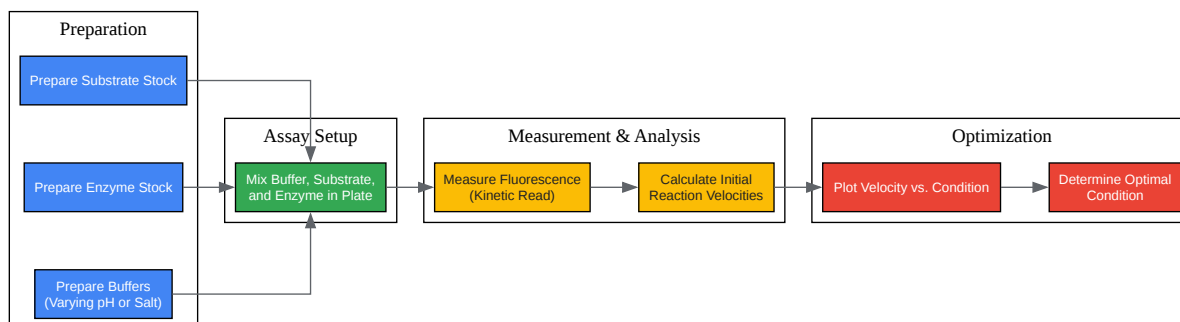 Preparation
Prepare Substrate Stock
Prepare Enzyme Stock
Prepare Buffers
(Varying pH or Salt)
Assay Setup
Mix Buffer, Substrate,
and Enzyme in Plate
Measurement & Analysis
Measure Fluorescence
(Kinetic Read)
Calculate Initial
Reaction Velocities
Optimization
Plot Velocity vs. Condition
Determine Optimal
Condition